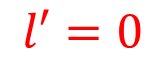 l′ = 0